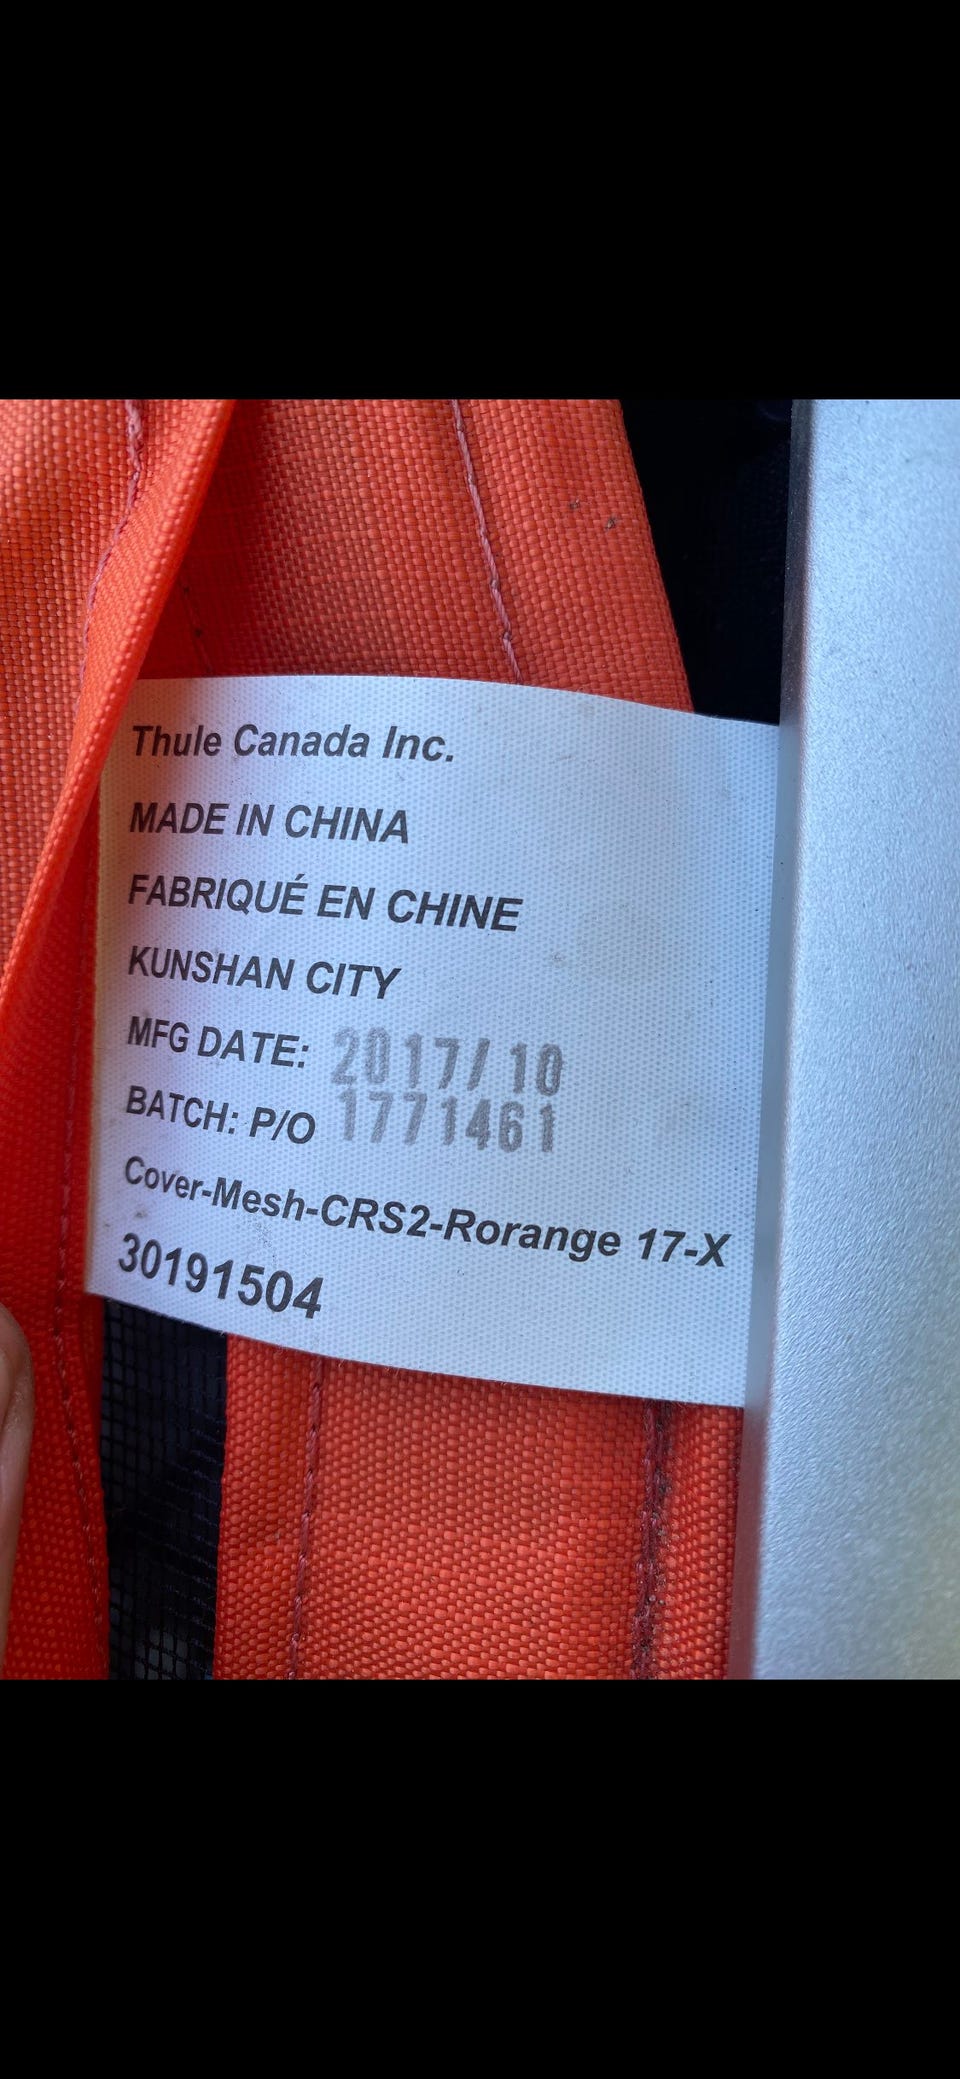 Thule Canada Inc.
MADE IN CHINA
FABRIQUÉ EN CHINE
KUNSHAN CITY
MFG DATE: 2017/10
BATCH: P/O 1771461
Cover-Mesh-CRS2-Rorange 17-X
30191504